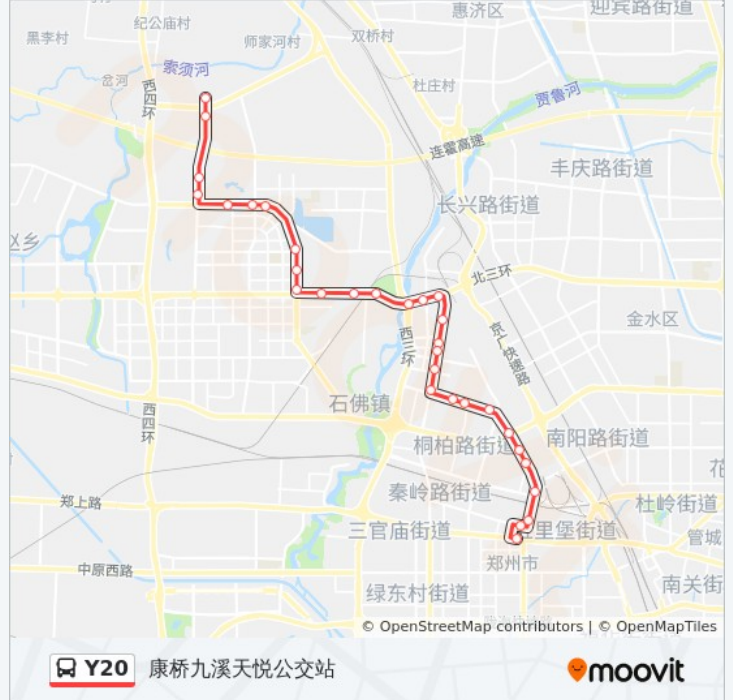 惠济区
迎宾路街道
纪公庙村
黑李村
师家河村
双桥村
索须河
岔河
西四环
杜庄村
贾鲁河
连霍高速
丰庆路街道
长兴路街道
赵乡
北三环
金水区
京广快速路
西三环
石佛镇
西四环
南阳路街道
桐柏路街道
花
秦岭路街道
郑上路
杜岭街道
三官庙街道
里堡街道
管城
郑州市
中原西路
南关街
绿东村街道
© OpenStreetMap contributors | © OpenMapTiles
Y20 康桥九溪天悦公交站
moovit